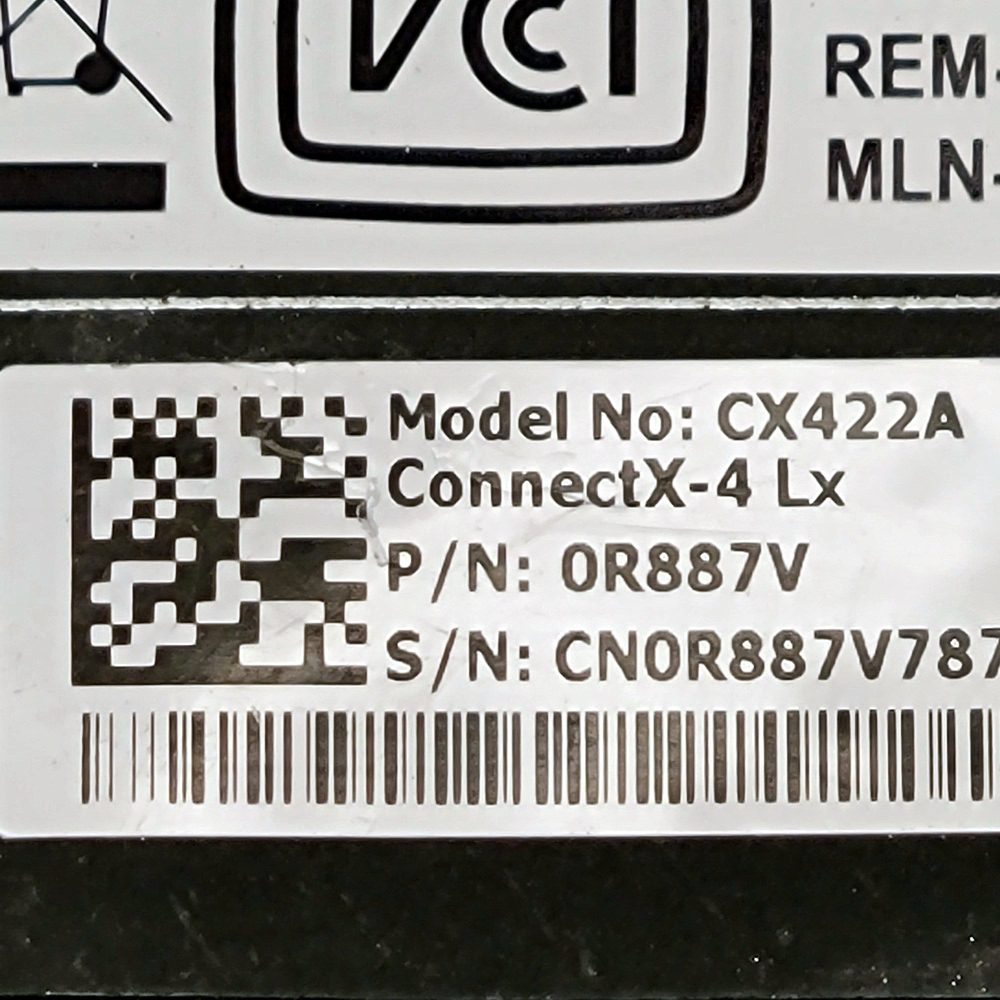 VCCI
REM-
MLN-
Model No: CX422A
ConnectX-4 Lx
P/N: 0R887V
S/N: CN0R887V787